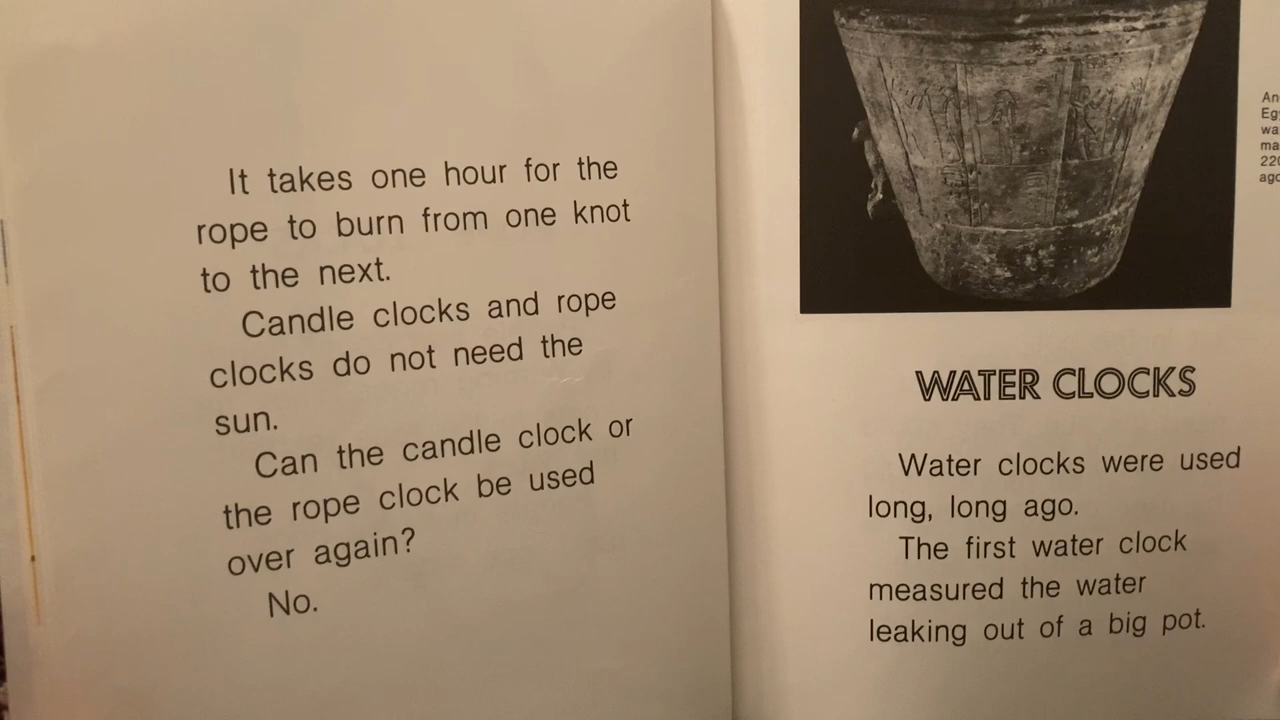 It takes one hour for the
rope to burn from one knot
to the next.
Candle clocks and rope
clocks do not need the
sun.
Can the candle clock or
the rope clock be used
over again?
No.
WATER CLOCKS
Water clocks were used
long, long ago.
The first water clock
measured the water
leaking out of a big pot.